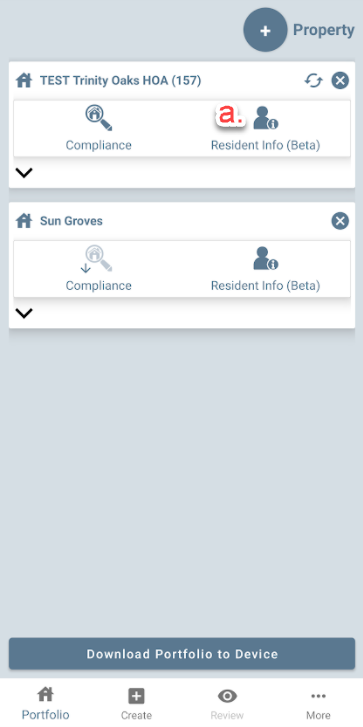 + Property
TEST Trinity Oaks HOA (157)
a.
Compliance
Resident Info (Beta)
Sun Groves
Compliance
Resident Info (Beta)
Download Portfolio to Device
Portfolio
Create
Review
More